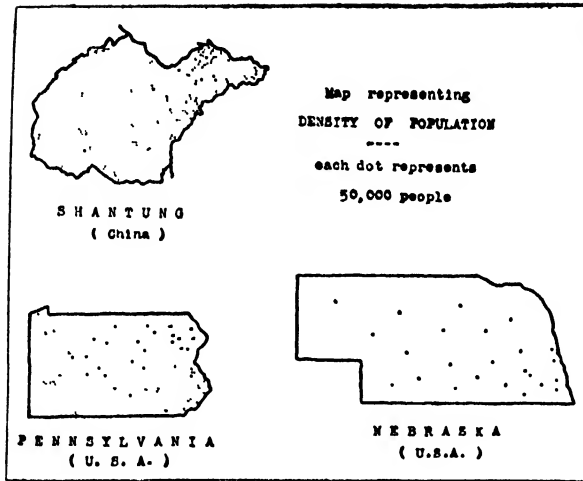 Map representing
DENSITY OF POPULATION
----
each dot represents
50,000 people
SHANTUNG
( China )
PENNSYLVANIA
( U. S. A. )
NEBRASKA
( U.S.A. )